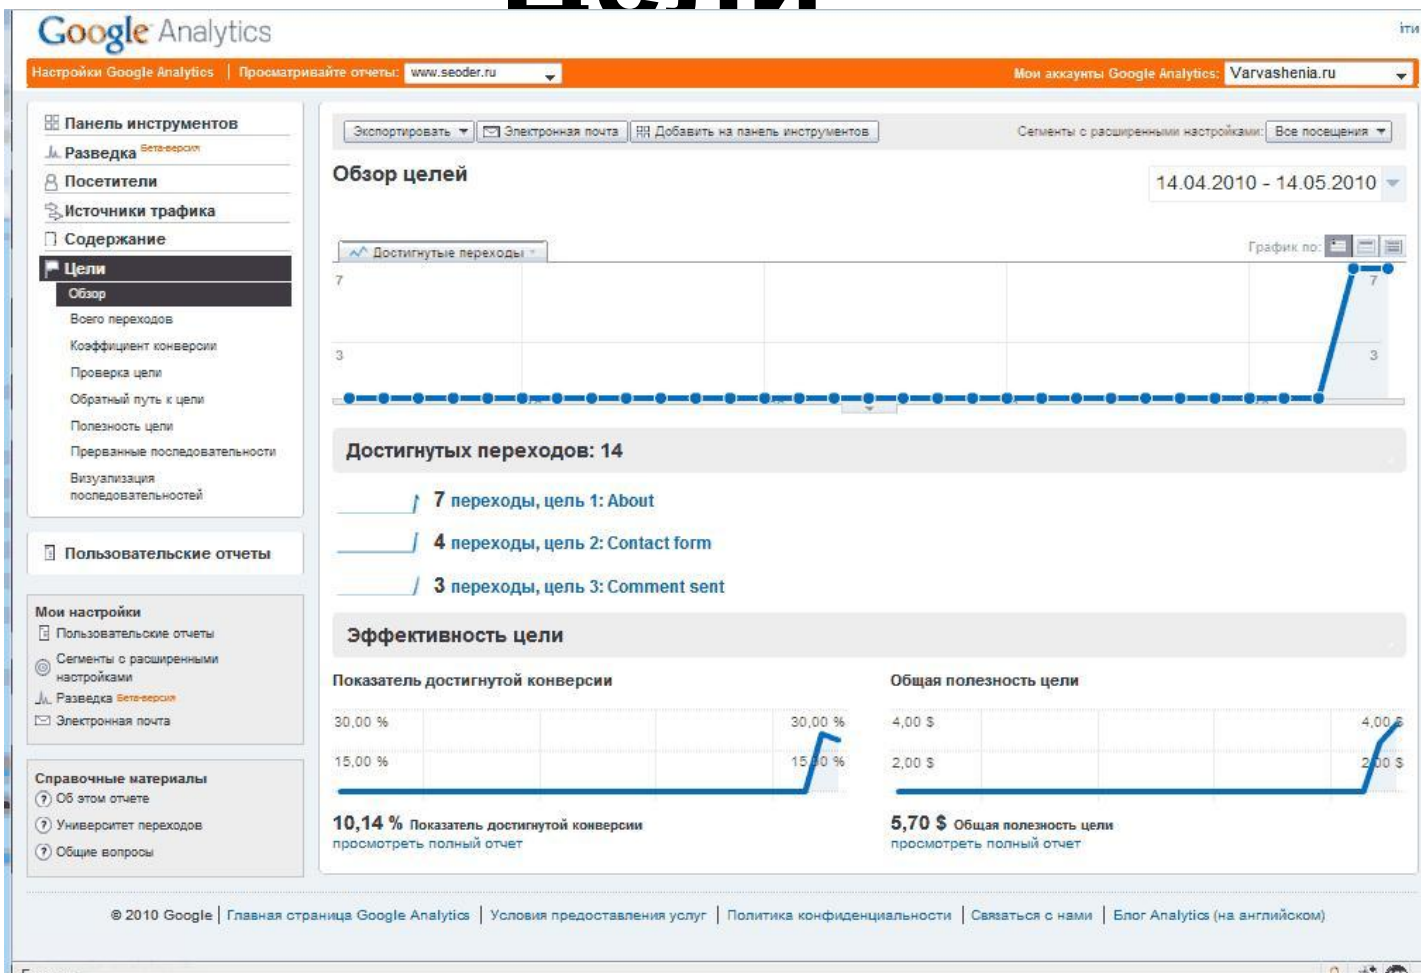 Цели
Google Analytics
іти
Настройки Google Analytics | Просматривайте отчеты: www.seoder.ru
Мои аккаунты Google Analytics: Varvashenia.ru
Панель инструментов
Разведка Бета-версия
Посетители
Источники трафика
Содержание
Цели
Обзор
Всего переходов
Коэффициент конверсии
Проверка цели
Обратный путь к цели
Полезность цели
Прерванные последовательности
Визуализация
последовательностей
Пользовательские отчеты
Мои настройки
Пользовательские отчеты
Сегменты с расширенными
настройками
Разведка Бета-версия
Электронная почта
Справочные материалы
Об этом отчете
Университет переходов
Общие вопросы
Экспортировать Электронная почта Добавить на панель инструментов
Сегменты с расширенными настройками: Все посещения
Обзор целей
14.04.2010 - 14.05.2010
Достигнутые переходы
График по:
7 7
3 3
Достигнутых переходов: 14
7 переходы, цель 1: About
4 переходы, цель 2: Contact form
3 переходы, цель 3: Comment sent
Эффективность цели
Показатель достигнутой конверсии
30,00 % 30,00 %
15,00 % 15,00 %
10,14 % Показатель достигнутой конверсии
просмотреть полный отчет
Общая полезность цели
4,00 $ 4,00 $
2,00 $ 2,00 $
5,70 $ Общая полезность цели
просмотреть полный отчет
© 2010 Google | Главная страница Google Analytics | Условия предоставления услуг | Политика конфиденциальности | Связаться с нами | Блог Analytics (на английском)